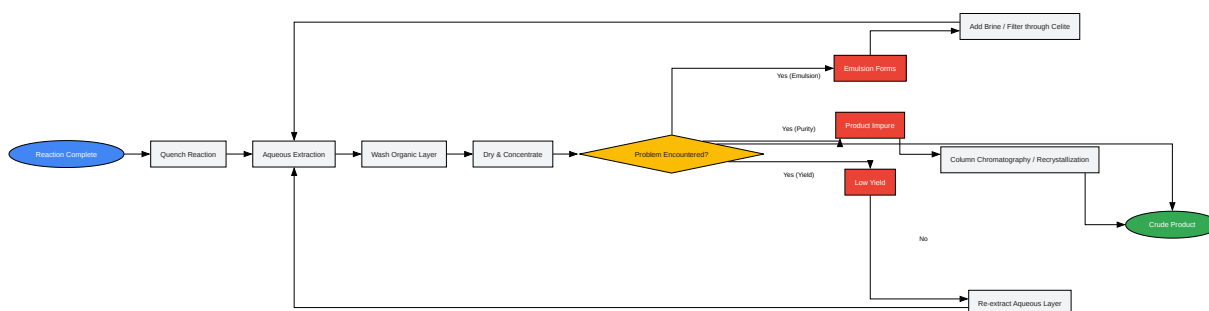 Add Brine / Filter through Celite
Emulsion Forms
Yes (Emulsion)
Product Impure
Yes (Purity)
Reaction Complete
Quench Reaction
Aqueous Extraction
Wash Organic Layer
Dry & Concentrate
Problem Encountered?
Column Chromatography / Recrystallization
Yes (Yield)
Low Yield
Crude Product
No
Re-extract Aqueous Layer